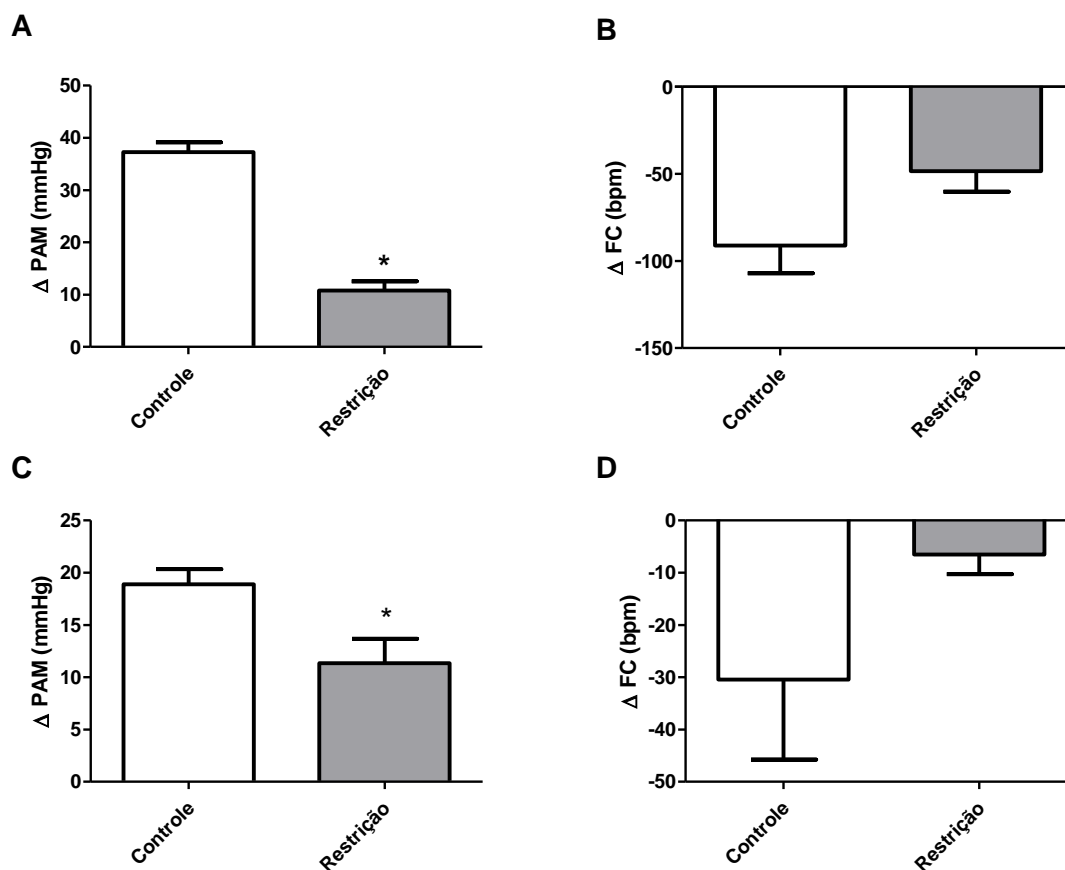 A
Δ PAM (mmHg)
50
40
30
20
10
0
*
Controle
Restrição
B
Δ FC (bpm)
0
-50
-100
-150
Controle
Restrição
C
Δ PAM (mmHg)
25
20
15
10
5
0
*
Controle
Restrição
D
Δ FC (bpm)
0
-10
-20
-30
-40
-50
Controle
Restrição